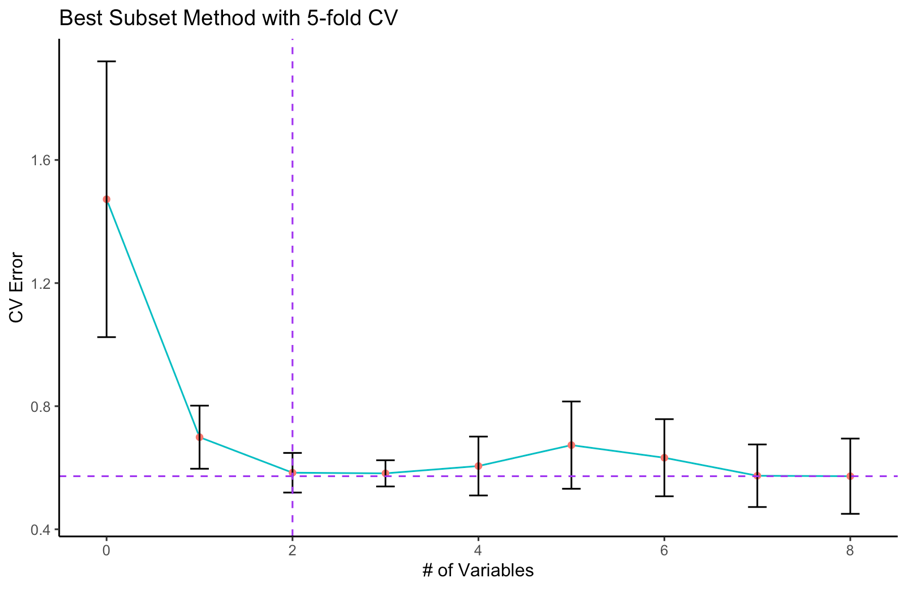 Best Subset Method with 5-fold CV
CV Error
1.6
1.2
0.8
0.4
0 2 4 6 8
# of Variables